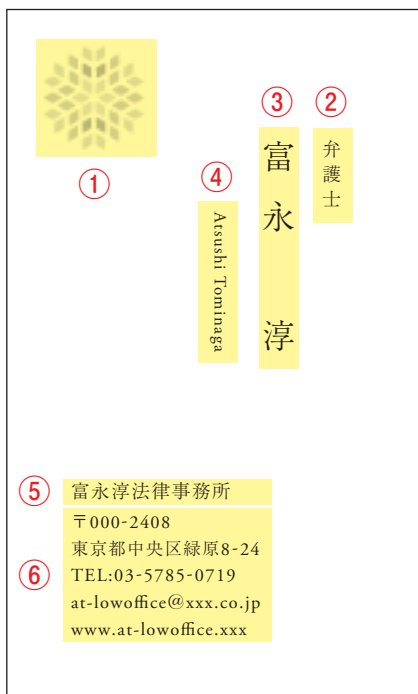 ①
②
弁護士
③
富永 淳
④
Atsushi Tominaga
⑤
富永淳法律事務所
⑥
〒000-2408
東京都中央区緑原8-24
TEL:03-5785-0719
at-lowoffice@xxx.co.jp
www.at-lowoffice.xxx